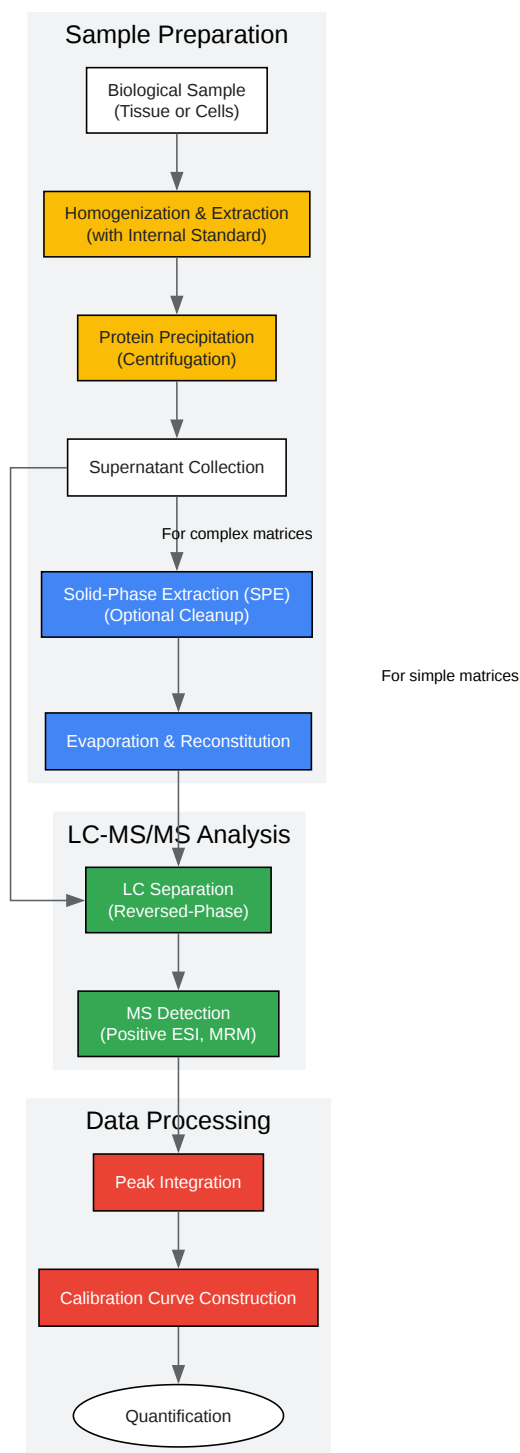 Sample Preparation
Biological Sample
(Tissue or Cells)
Homogenization & Extraction
(with Internal Standard)
Protein Precipitation
(Centrifugation)
Supernatant Collection
For complex matrices
Solid-Phase Extraction (SPE)
(Optional Cleanup)
For simple matrices
Evaporation & Reconstitution
LC-MS/MS Analysis
LC Separation
(Reversed-Phase)
MS Detection
(Positive ESI, MRM)
Data Processing
Peak Integration
Calibration Curve Construction
Quantification